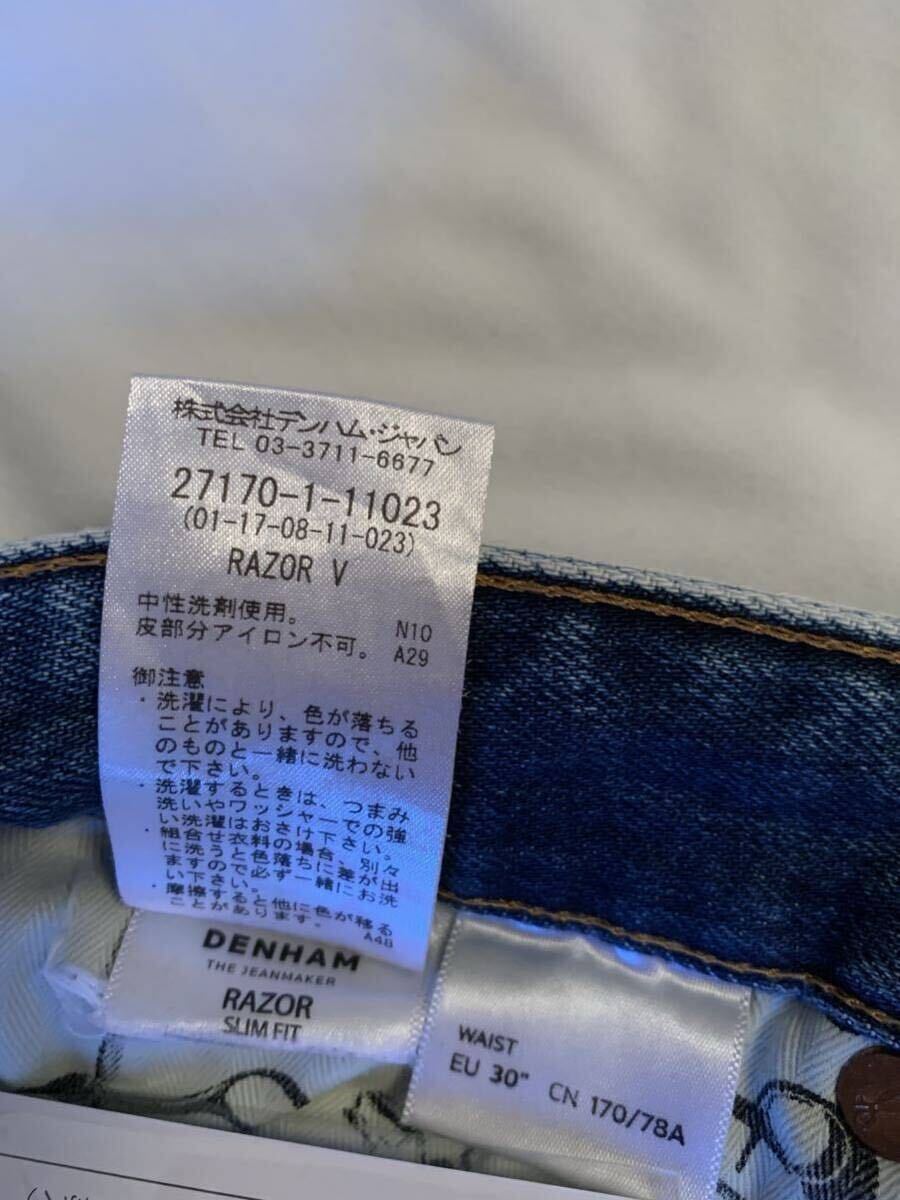 株式会社デンハム・ジャパン
TEL 03-3711-6677
27170-1-11023
(01-17-08-11-023)
RAZOR V
中性洗剤使用。 N10
皮部分アイロン不可。 A29
御注意
・洗濯により、色が落ちる
ことがありますので、他
のものと一緒に洗わない
で下さい。
・洗濯するときは、つまみ
洗いやワッシャーでの強
い洗濯はおさけ下さい。
・組合せ衣料の場合、別々
に洗うと色落ちに差が出
ますので必ず一緒にお洗
い下さい。
・摩擦すると他に色が移る
ことがあります。 A48
DENHAM
THE JEANMAKER
RAZOR
SLIM FIT
WAIST
EU 30" CN 170/78A